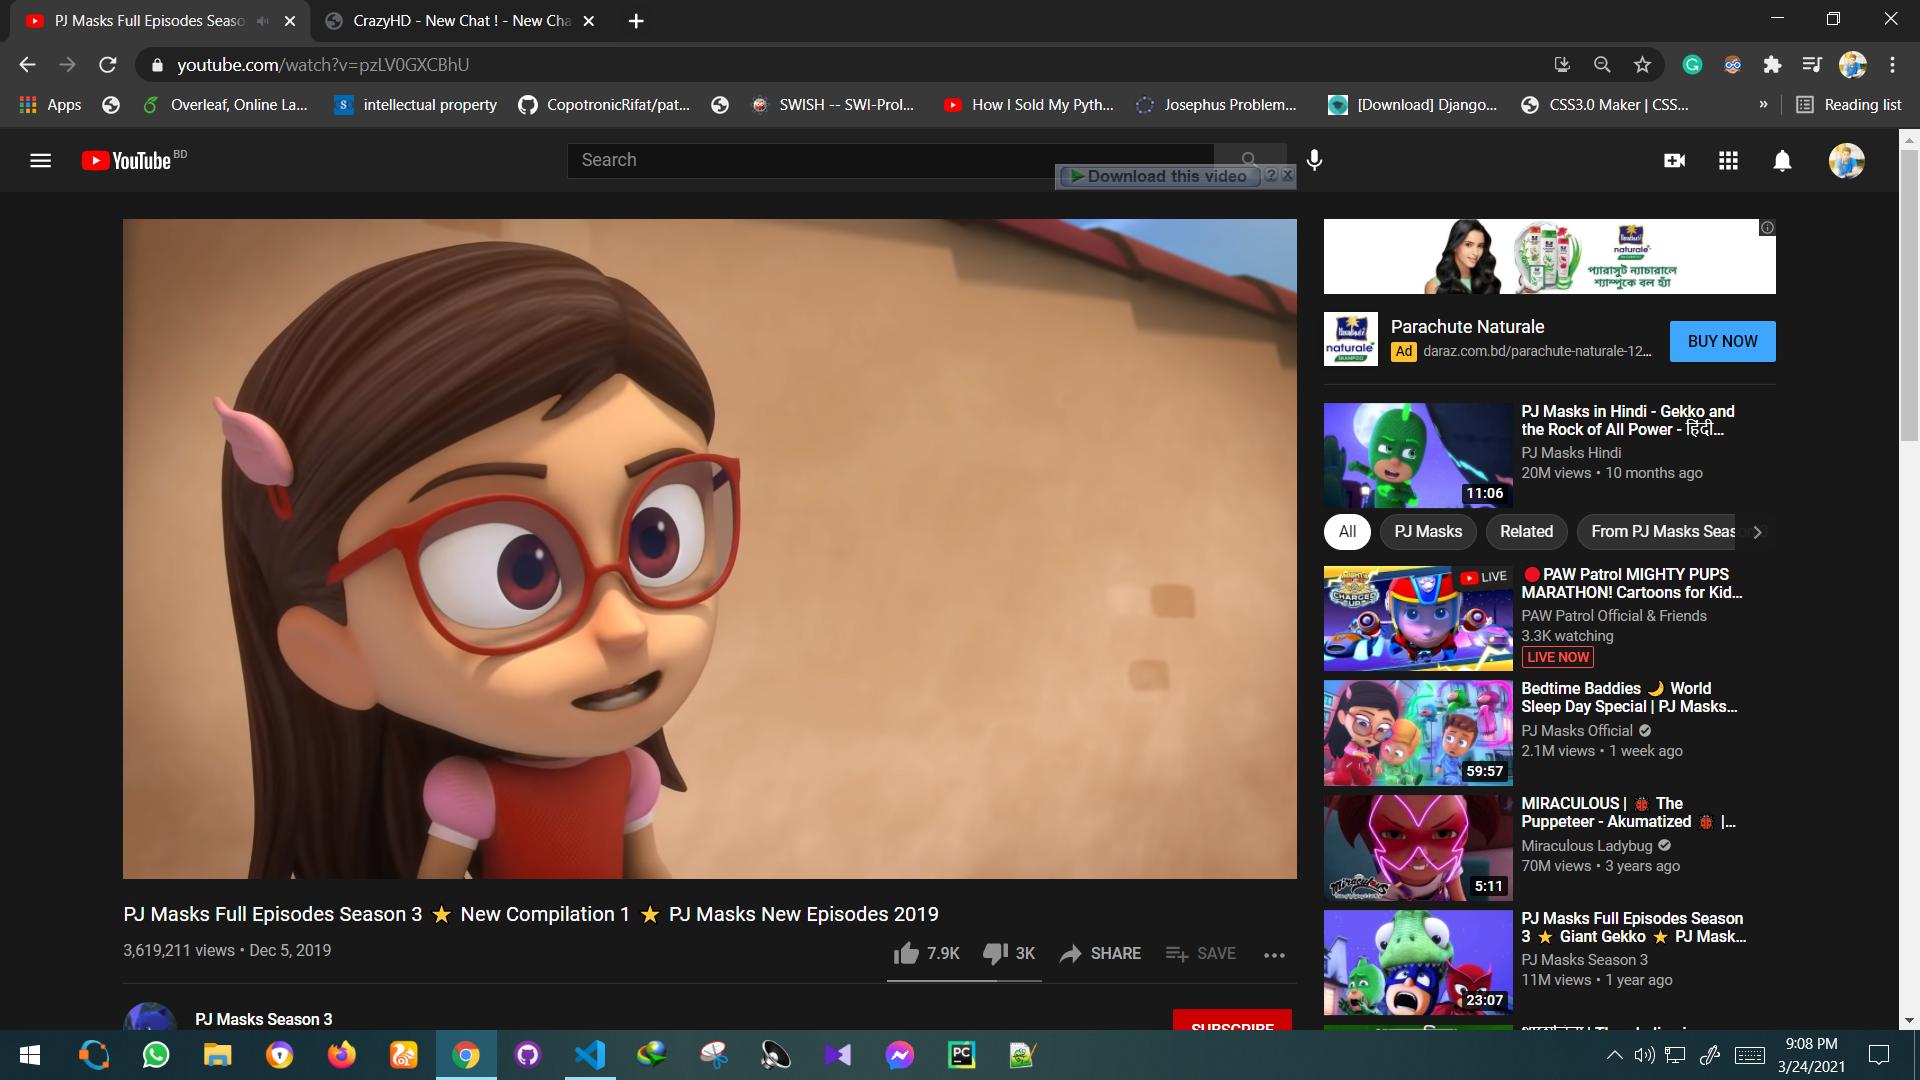 PJ Masks Full Episodes Seaso
CrazyHD - New Chat ! - New Cha
youtube.com/watch?v=pzLV0GXCBhU
Apps
Overleaf, Online La...
intellectual property
CopotronicRifat/pat...
SWISH -- SWI-Prol...
How I Sold My Pyth...
Josephus Problem...
[Download] Django...
CSS3.0 Maker | CSS...
»
Reading list
YouTube BD
Search
Download this video ? X
naturale
প্যারাসুট ন্যাচারালে
শ্যাম্পুকে বল হ্যাঁ
naturale
SHAMPOO
Parachute Naturale
Ad daraz.com.bd/parachute-naturale-12...
BUY NOW
PJ Masks in Hindi - Gekko and
the Rock of All Power - हिंदी...
PJ Masks Hindi
20M views • 10 months ago
11:06
All
PJ Masks
Related
From PJ Masks Season 3
LIVE
CHARGED UP
PAW Patrol MIGHTY PUPS
MARATHON! Cartoons for Kid...
PAW Patrol Official & Friends
3.3K watching
LIVE NOW
Bedtime Baddies 🌙 World
Sleep Day Special | PJ Masks...
PJ Masks Official
2.1M views • 1 week ago
59:57
MIRACULOUS | 🐞 The
Puppeteer - Akumatized 🐞 |...
Miraculous Ladybug
70M views • 3 years ago
5:11
Miraculous
PJ Masks Full Episodes Season
3 ⭐ Giant Gekko ⭐ PJ Mask...
PJ Masks Season 3
11M views • 1 year ago
23:07
PJ Masks Full Episodes Season 3 ⭐ New Compilation 1 ⭐ PJ Masks New Episodes 2019
3,619,211 views • Dec 5, 2019
7.9K
3K
SHARE
SAVE
PJ Masks Season 3
SUBSCRIBE
PC
9:08 PM
3/24/2021